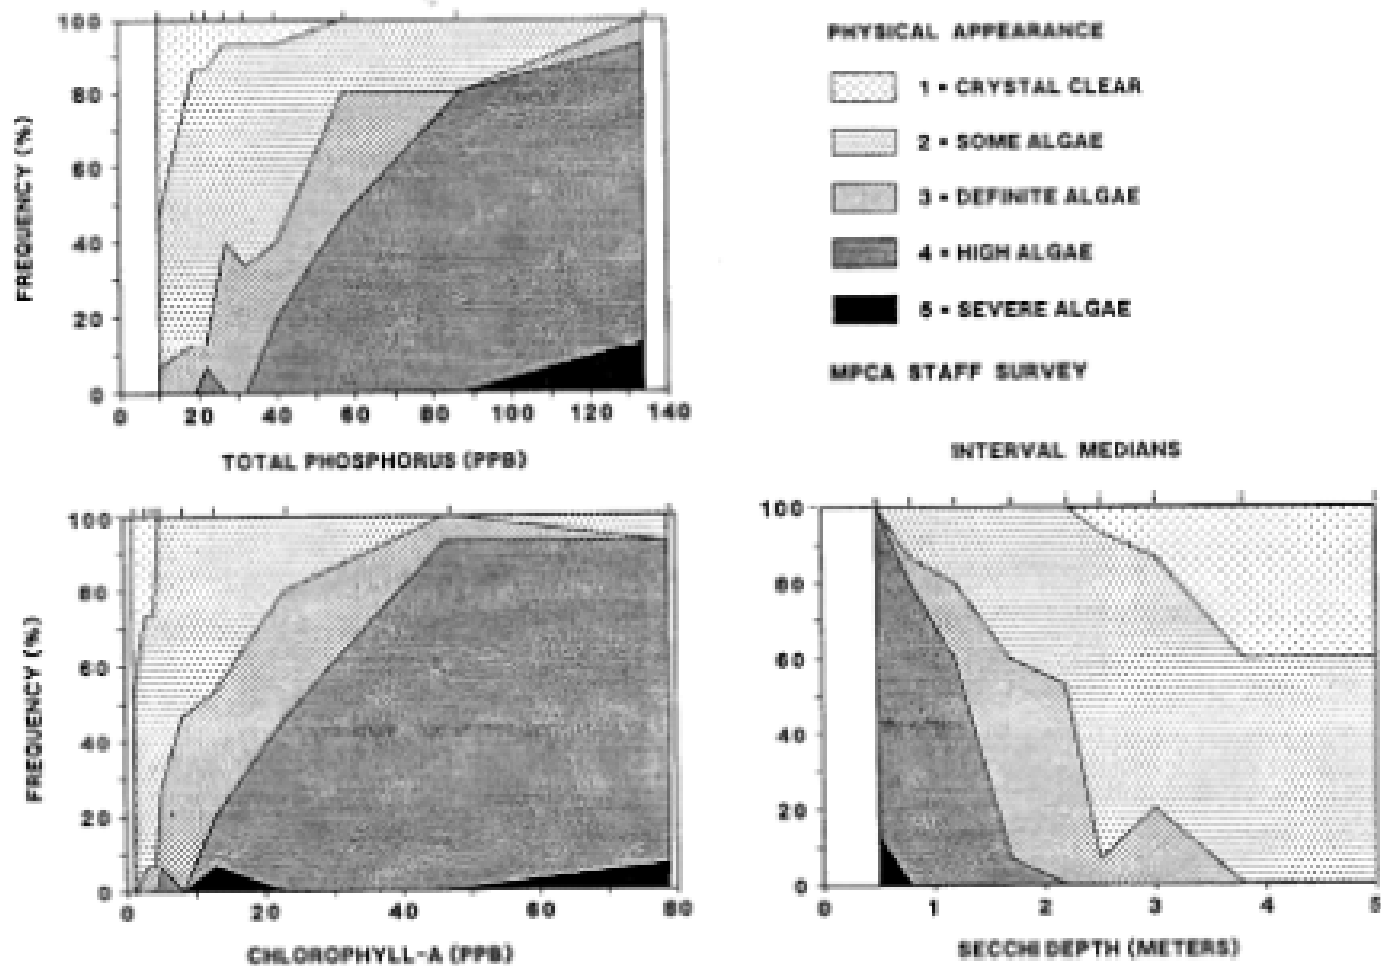 100
80
60
40
20
0
FREQUENCY (%)
0 20 40 60 80 100 120 140
TOTAL PHOSPHORUS (PPB)
PHYSICAL APPEARANCE
1 = CRYSTAL CLEAR
2 = SOME ALGAE
3 = DEFINITE ALGAE
4 = HIGH ALGAE
5 = SEVERE ALGAE
MPCA STAFF SURVEY
INTERVAL MEDIANS
100
80
60
40
20
0
FREQUENCY (%)
0 20 40 60 80
CHLOROPHYLL-A (PPB)
100
80
60
40
20
0
0 1 2 3 4 5
SECCHI DEPTH (METERS)